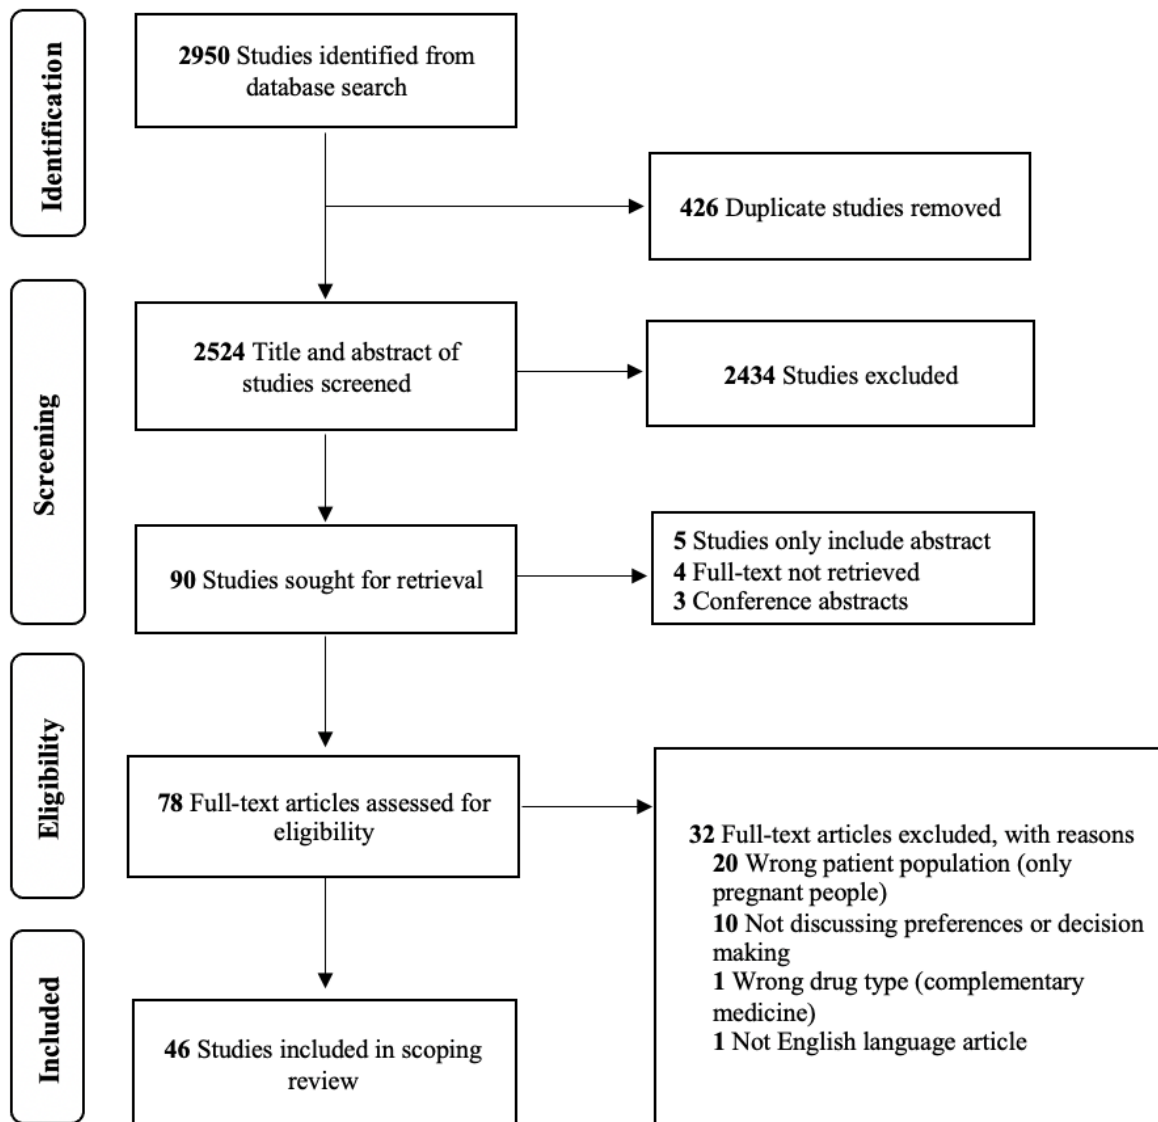 Identification
2950 Studies identified from
database search
426 Duplicate studies removed
Screening
2524 Title and abstract of
studies screened
2434 Studies excluded
90 Studies sought for retrieval
5 Studies only include abstract
4 Full-text not retrieved
3 Conference abstracts
Eligibility
78 Full-text articles assessed for
eligibility
32 Full-text articles excluded, with reasons
20 Wrong patient population (only
pregnant people)
10 Not discussing preferences or decision
making
1 Wrong drug type (complementary
medicine)
1 Not English language article
Included
46 Studies included in scoping
review